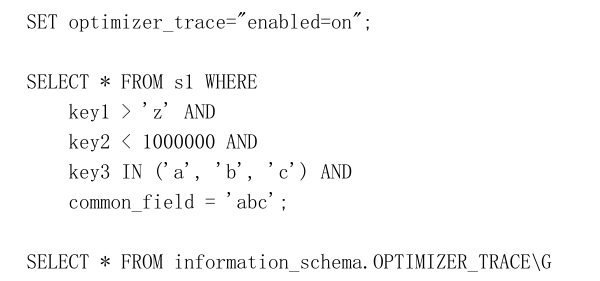 SET optimizer_trace="enabled=on";
SELECT * FROM s1 WHERE
key1 > 'z' AND
key2 < 1000000 AND
key3 IN ('a', 'b', 'c') AND
common_field = 'abc';
SELECT * FROM information_schema.OPTIMIZER_TRACE\G